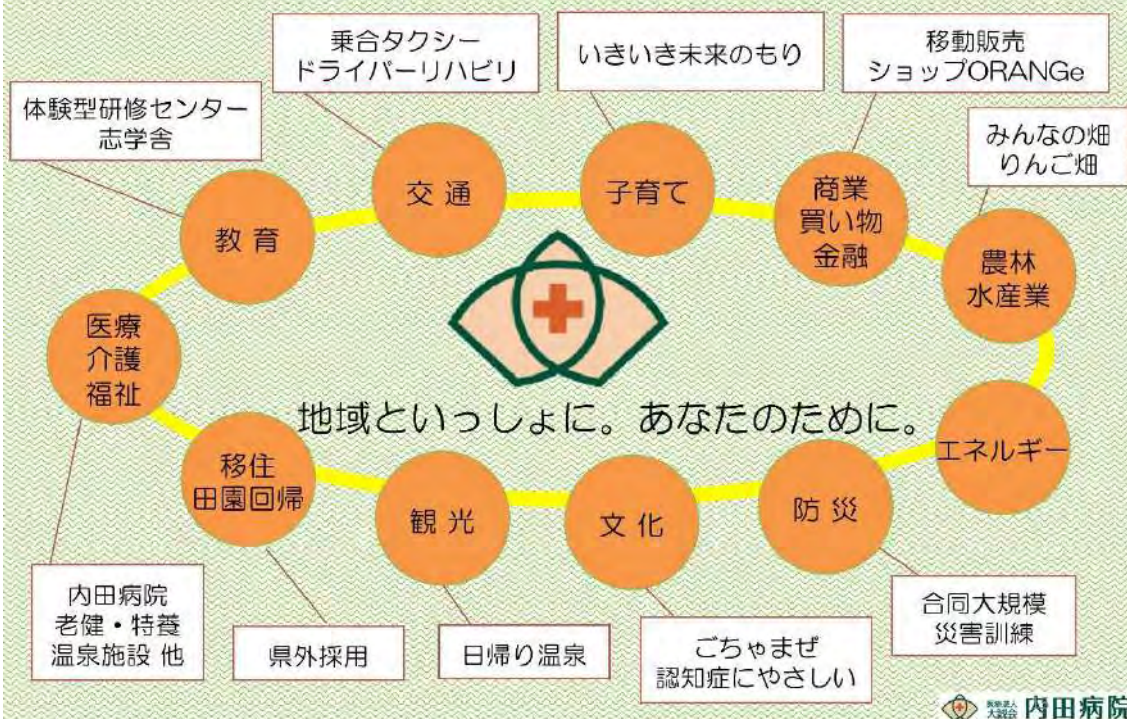 乗合タクシー
ドライバーリハビリ
いきいき未来のもり
移動販売
ショップORANGe
体験型研修センター
志学舎
みんなの畑
りんご畑
交 通
子育て
商業
買い物
金融
教 育
農林
水産業
医療
介護
福祉
地域といっしょに。あなたのために。
エネルギー
移住
田園回帰
観 光
文 化
防 災
内田病院
老健・特養
温泉施設 他
県外採用
日帰り温泉
ごちゃまぜ
認知症にやさしい
合同大規模
災害訓練
医療法人
大誠会
内田病院